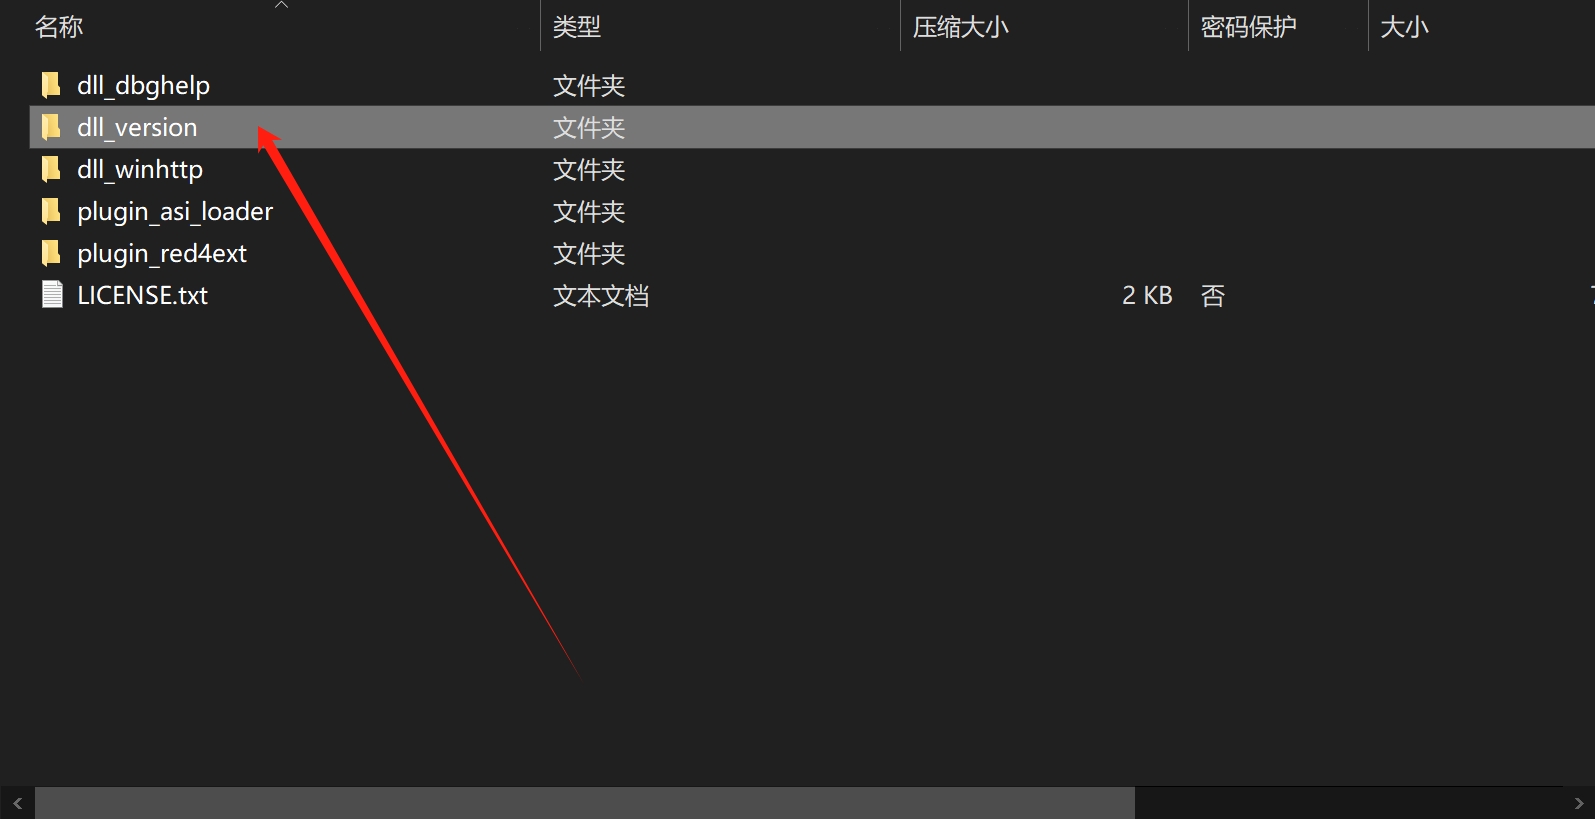 名称 类型 压缩大小 密码保护 大小
dll_dbghelp 文件夹
dll_version 文件夹
dll_winhttp 文件夹
plugin_asi_loader 文件夹
plugin_red4ext 文件夹
LICENSE.txt 文本文档 2 KB 否